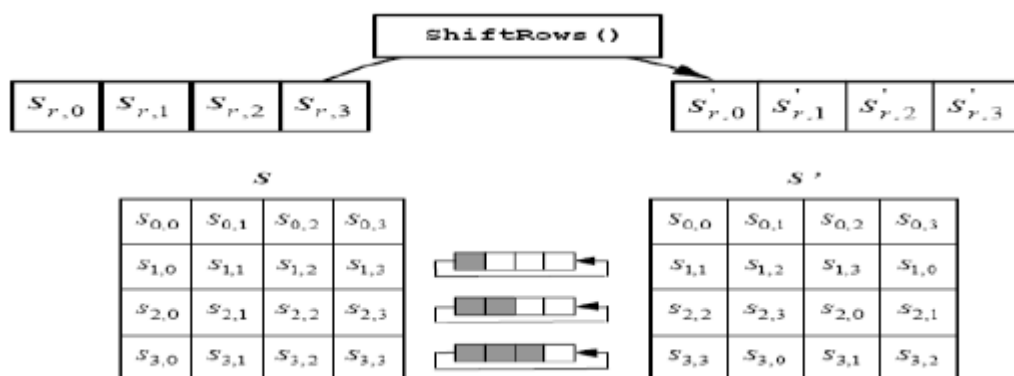 ShiftRows()
S_{r,0} S_{r,1} S_{r,2} S_{r,3} S'_{r,0} S'_{r,1} S'_{r,2} S'_{r,3}
S S'
S_{0,0} S_{0,1} S_{0,2} S_{0,3} S_{0,0} S_{0,1} S_{0,2} S_{0,3}
S_{1,0} S_{1,1} S_{1,2} S_{1,3} S_{1,1} S_{1,2} S_{1,3} S_{1,0}
S_{2,0} S_{2,1} S_{2,2} S_{2,3} S_{2,2} S_{2,3} S_{2,0} S_{2,1}
S_{3,0} S_{3,1} S_{3,2} S_{3,3} S_{3,3} S_{3,0} S_{3,1} S_{3,2}